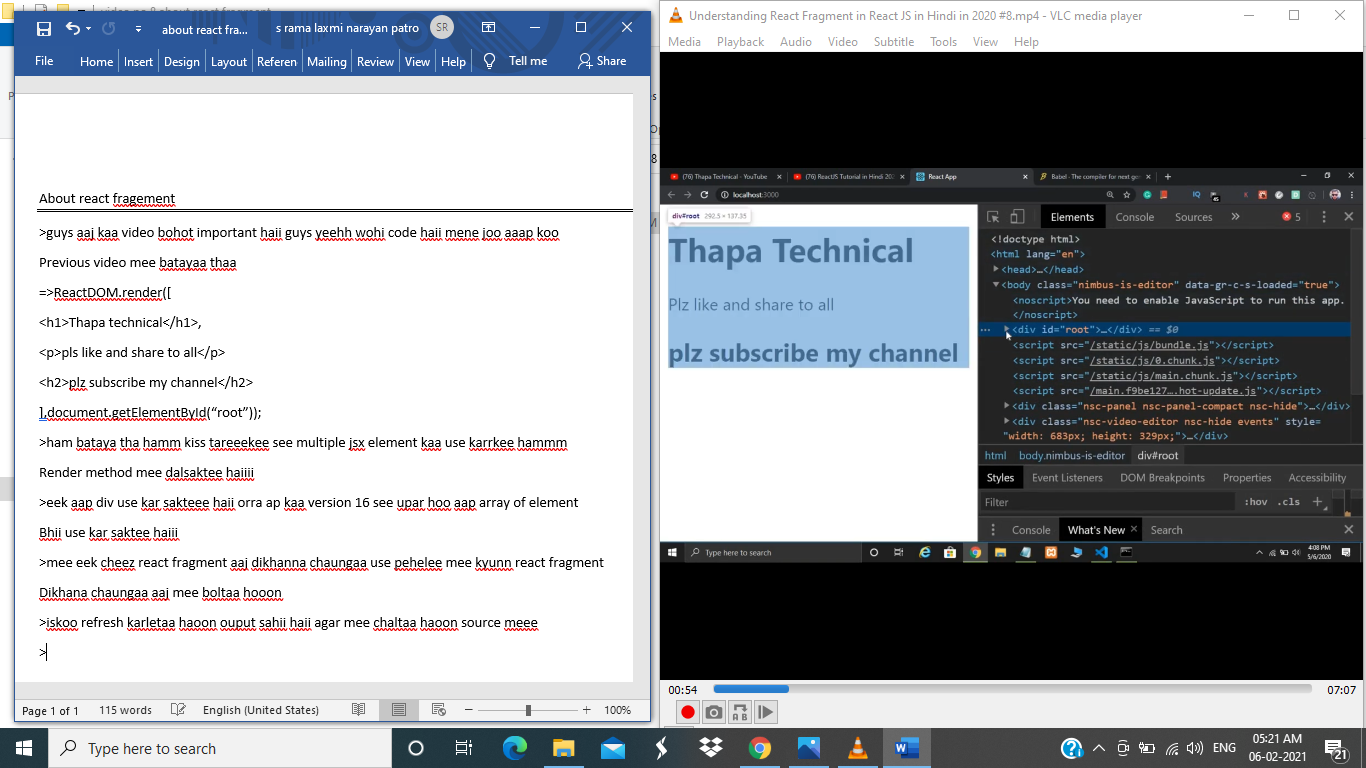 about react fra...
s rama laxmi narayan patro
SR
File
Home
Insert
Design
Layout
Referen
Mailing
Review
View
Help
Tell me
Share
About react fragement
>guys aaj kaa video bohot important haii guys yeehh wohi code haii mene joo aaap koo
Previous video mee batayaa thaa
=>ReactDOM.render([
<h1>Thapa technical</h1>,
<p>pls like and share to all</p>
<h2>plz subscribe my channel</h2>
],document.getElementById(“root”));
>ham bataya tha hamm kiss tareeekee see multiple jsx element kaa use karrkee hammm
Render method mee dalsaktee haiiii
>eek aap div use kar sakteee haii orra ap kaa version 16 see upar hoo aap array of element
Bhii use kar saktee haiii
>mee eek cheez react fragment aaj dikhanna chaungaa use pehelee mee kyunn react fragment
Dikhana chaungaa aaj mee boltaa hooon
>iskoo refresh karletaa haoon ouput sahii haii agar mee chaltaa haoon source meee
>
Page 1 of 1
115 words
English (United States)
100%
Understanding React Fragment in React JS in Hindi in 2020 #8.mp4 - VLC media player
Media
Playback
Audio
Video
Subtitle
Tools
View
Help
(76) Thapa Technical - YouTube
(76) ReactJS Tutorial in Hindi 202
React App
Babel - The compiler for next ge
localhost:3000
div#root 292.5 × 137.35
Thapa Technical
Plz like and share to all
plz subscribe my channel
Elements
Console
Sources
5
<!doctype html>
<html lang="en">
<head>…</head>
<body class="nimbus-is-editor" data-gr-c-s-loaded="true">
<noscript>You need to enable JavaScript to run this app.
</noscript>
<div id="root">…</div> == $0
<script src="/static/js/bundle.js"></script>
<script src="/static/js/0.chunk.js"></script>
<script src="/static/js/main.chunk.js"></script>
<script src="/main.f9be127….hot-update.js"></script>
<div class="nsc-panel nsc-panel-compact nsc-hide">…</div>
<div class="nsc-video-editor nsc-hide events" style=
"width: 683px; height: 329px;">…</div>
html
body.nimbus-is-editor
div#root
Styles
Event Listeners
DOM Breakpoints
Properties
Accessibility
Filter
:hov
.cls
Console
What's New
Search
Type here to search
4:08 PM
5/6/2020
00:54
07:07
Type here to search
ENG
05:21 AM
06-02-2021
21